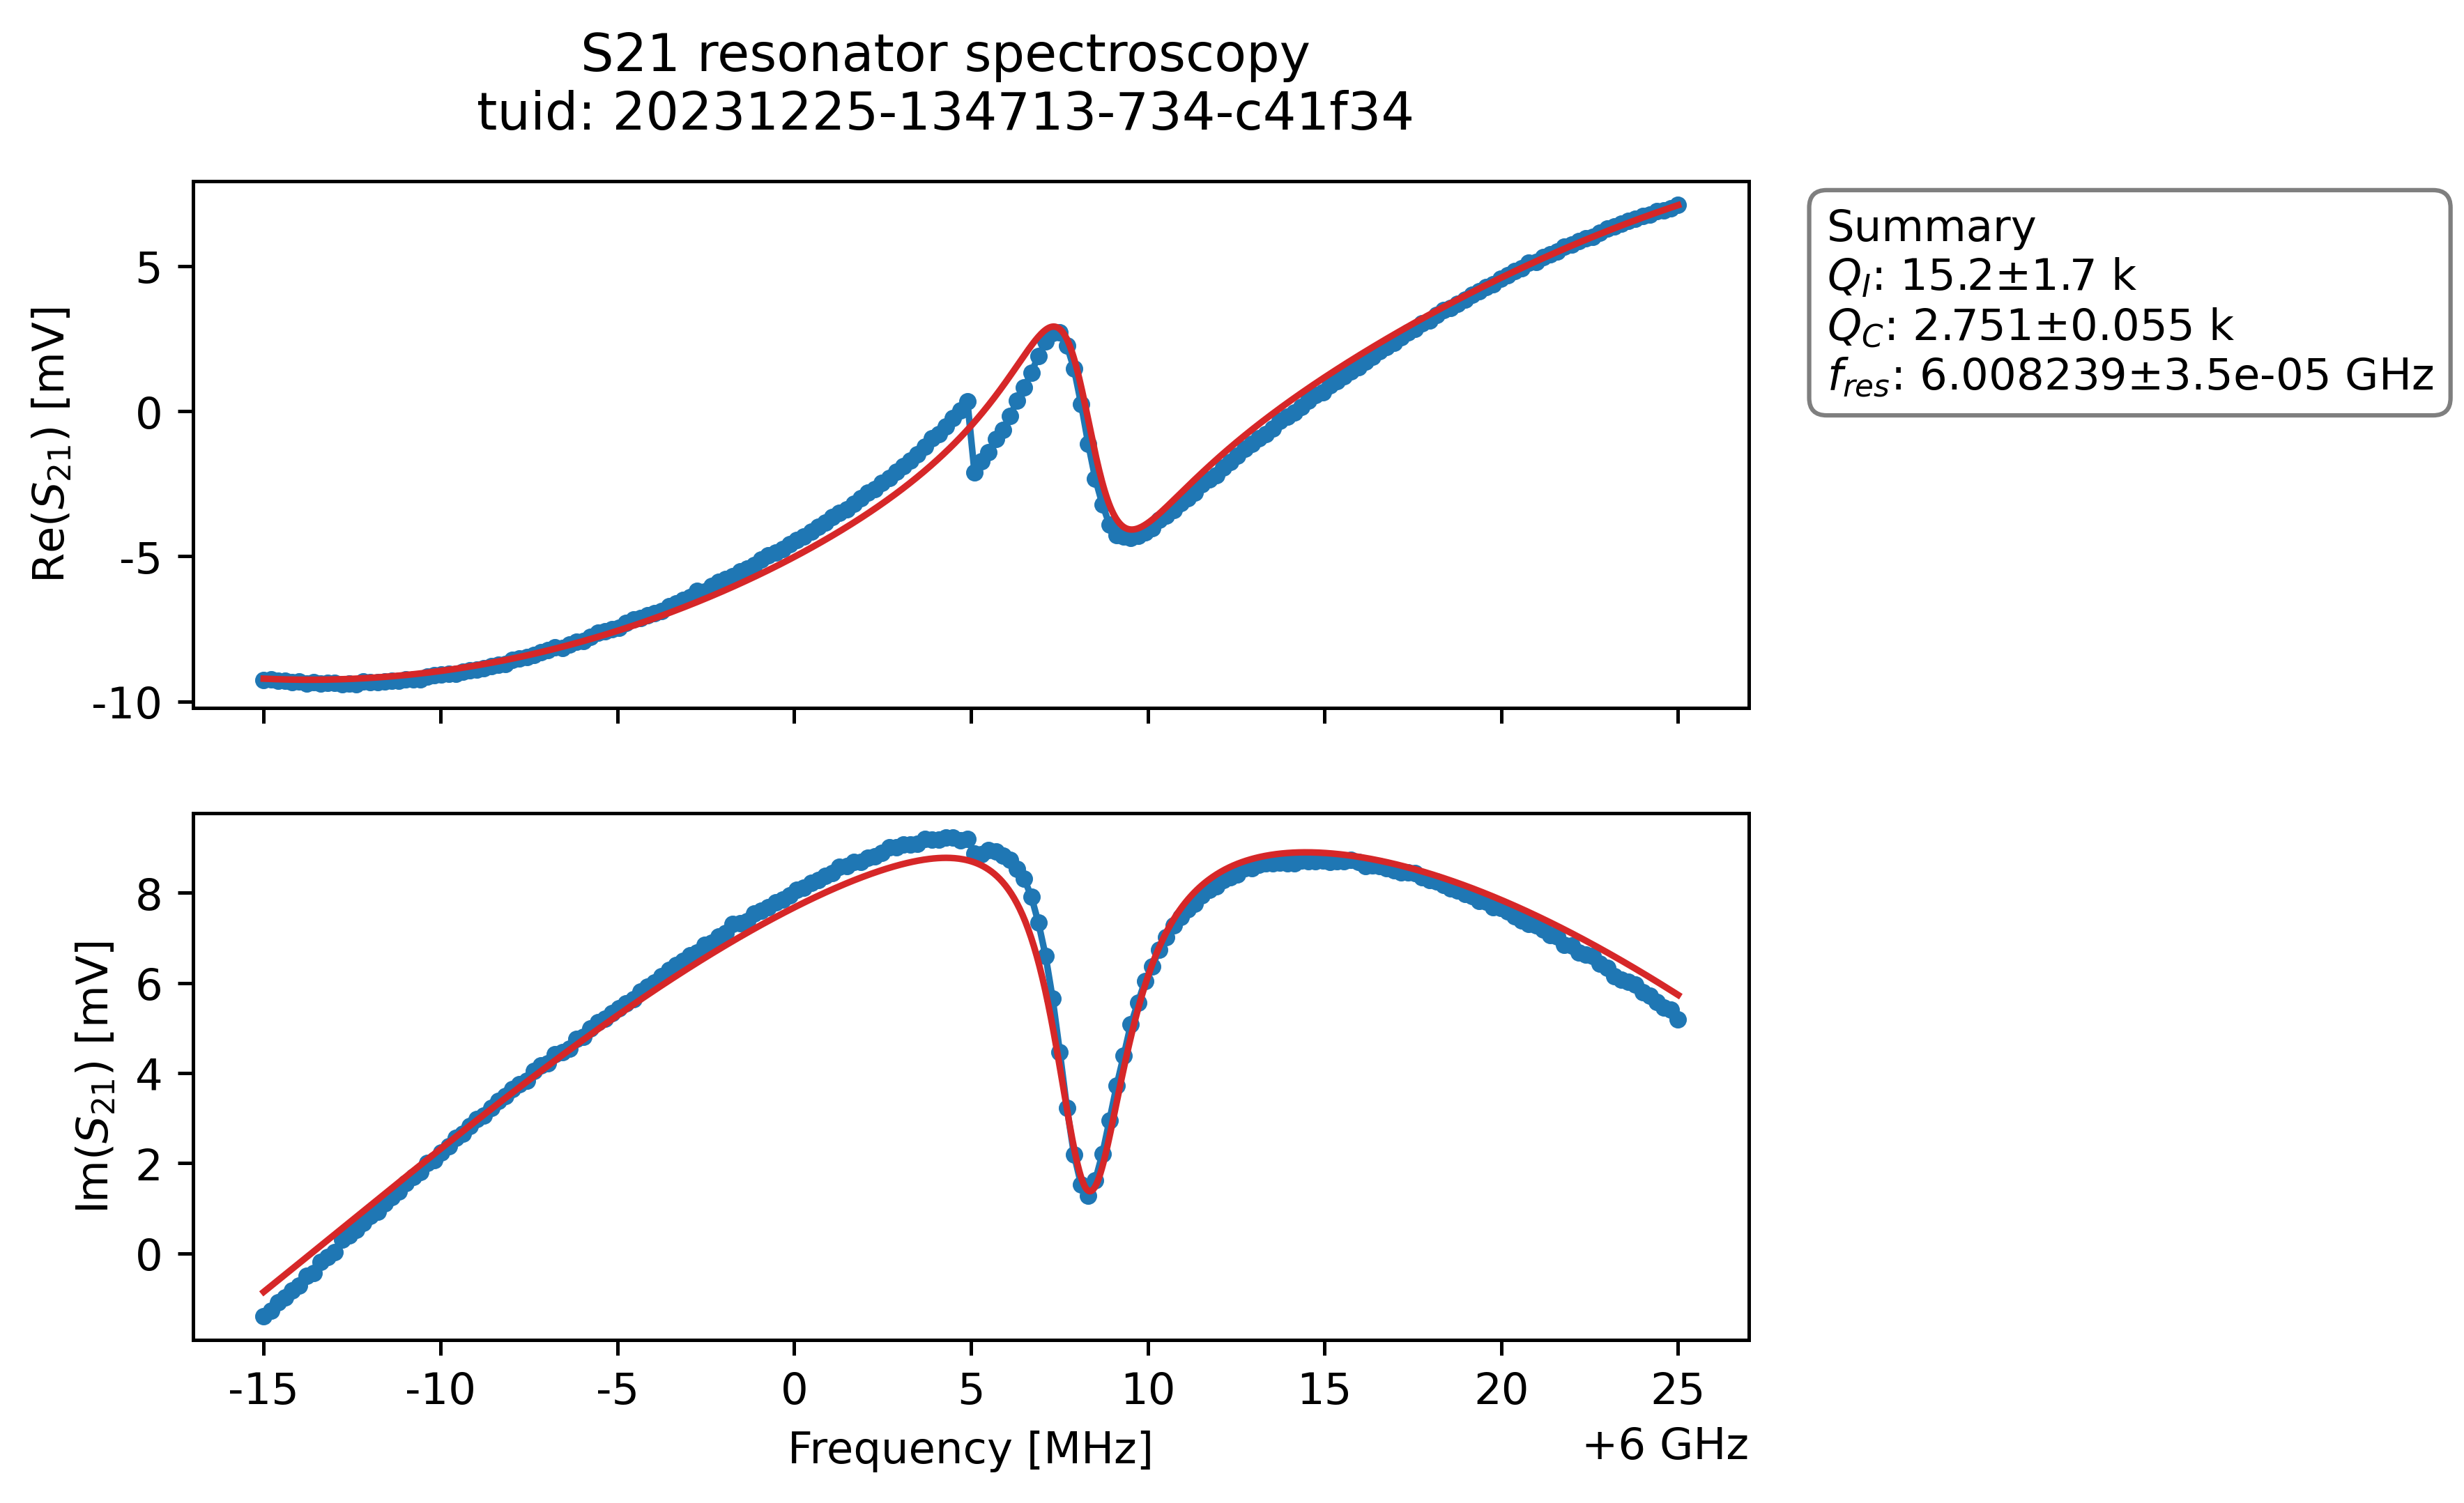 S21 resonator spectroscopy
tuid: 20231225-134713-734-c41f34
Re(S21) [mV]
5
0
-5
-10
Summary
QI: 15.2±1.7 k
QC: 2.751±0.055 k
fres: 6.008239±3.5e-05 GHz
Im(S21) [mV]
8
6
4
2
0
-15 -10 -5 0 5 10 15 20 25
Frequency [MHz]
+6 GHz